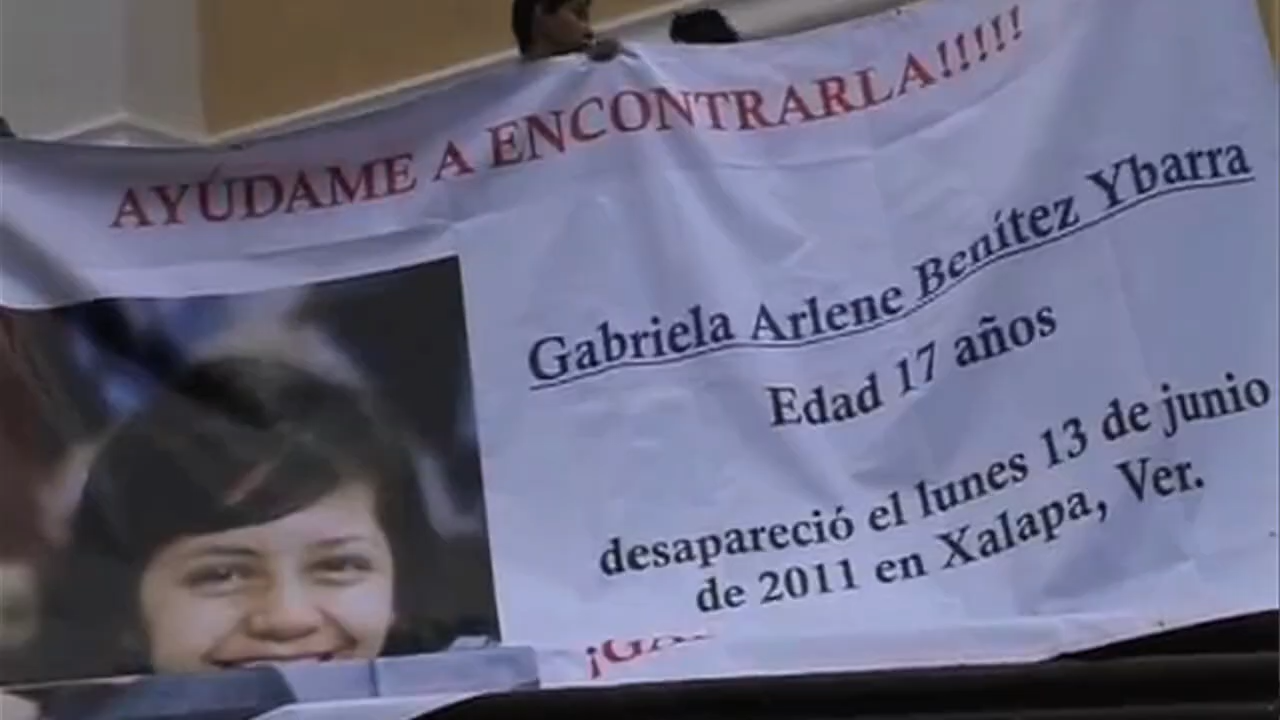 AYÚDAME A ENCONTRARLA!!!!!
Gabriela Arlene Benítez Ybarra
Edad 17 años
desapareció el lunes 13 de junio
de 2011 en Xalapa, Ver.